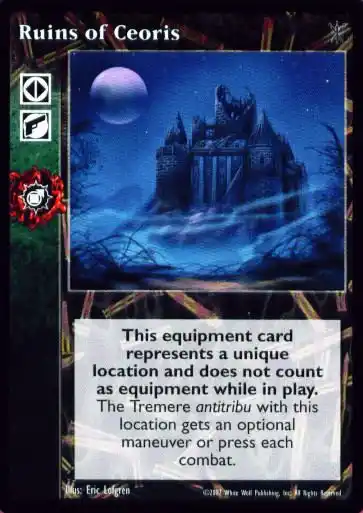 Ruins of Ceoris
This equipment card
represents a unique
location and does not count
as equipment while in play.
The Tremere antitribu with this
location gets an optional
maneuver or press each
combat.
Illus: Eric Lofgren
©2002 White Wolf Publishing, Inc. All Rights Reserved